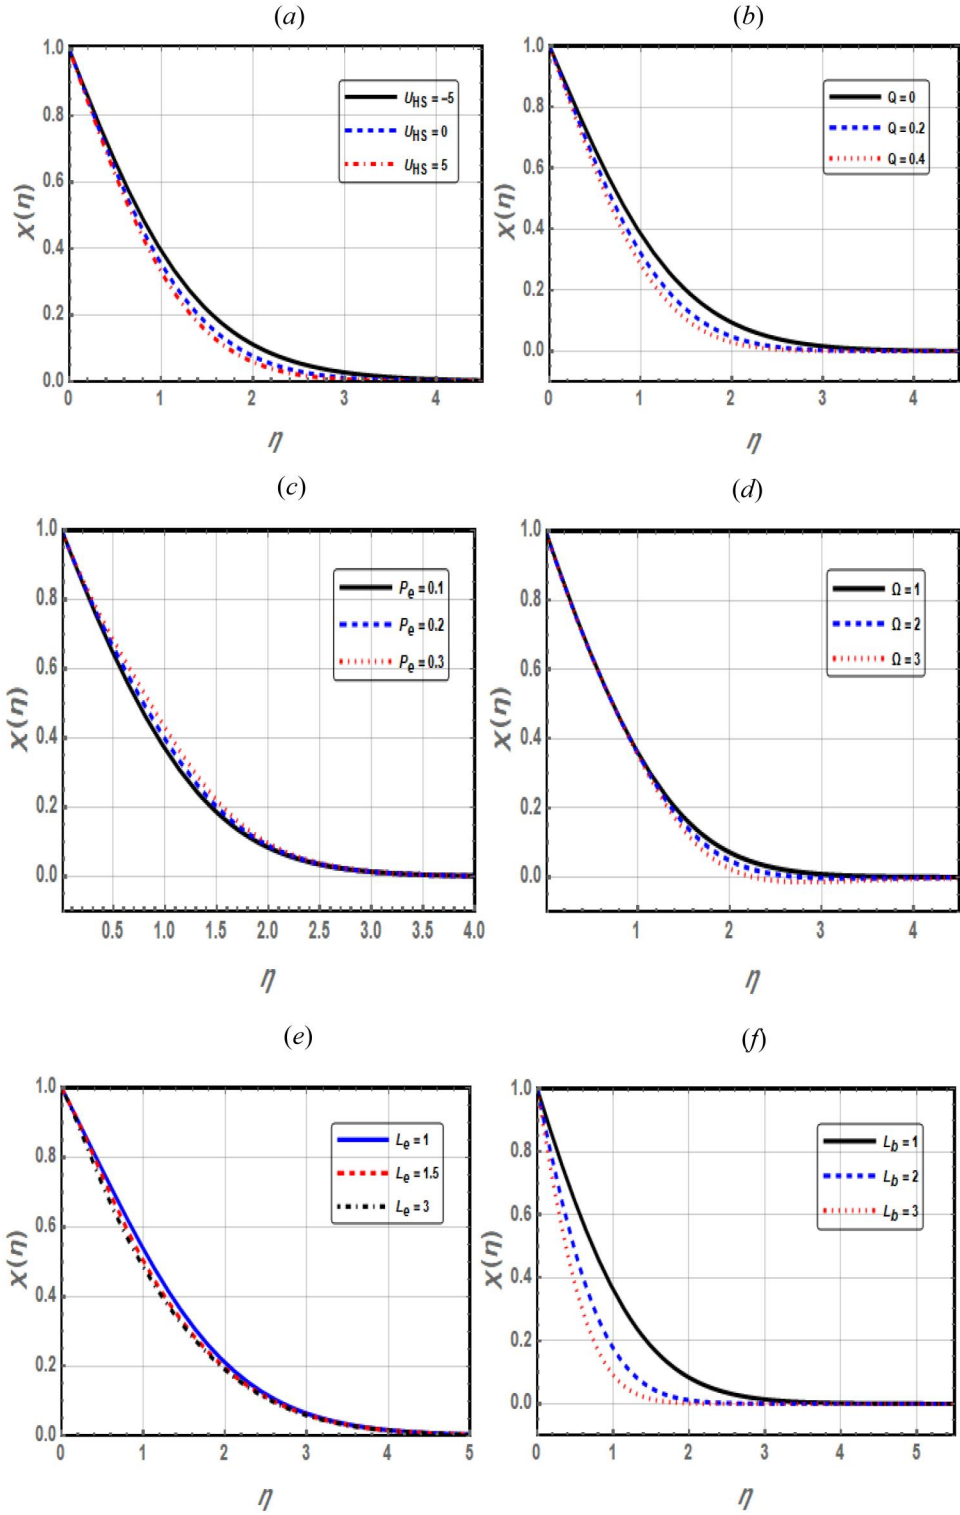 (a)
1.0
0.8
0.6
0.4
0.2
0.0
χ(η)
U_HS = –5
U_HS = 0
U_HS = 5
0 1 2 3 4
η
(b)
1.0
0.8
0.6
0.4
0.2
0.0
χ(η)
Q = 0
Q = 0.2
Q = 0.4
0 1 2 3 4
η
(c)
1.0
0.8
0.6
0.4
0.2
0.0
χ(η)
P_e = 0.1
P_e = 0.2
P_e = 0.3
0.5 1.0 1.5 2.0 2.5 3.0 3.5 4.0
η
(d)
1.0
0.8
0.6
0.4
0.2
0.0
χ(η)
Ω = 1
Ω = 2
Ω = 3
1 2 3 4
η
(e)
1.0
0.8
0.6
0.4
0.2
0.0
χ(η)
L_e = 1
L_e = 1.5
L_e = 3
0 1 2 3 4 5
η
(f)
1.0
0.8
0.6
0.4
0.2
0.0
χ(η)
L_b = 1
L_b = 2
L_b = 3
0 1 2 3 4 5
η